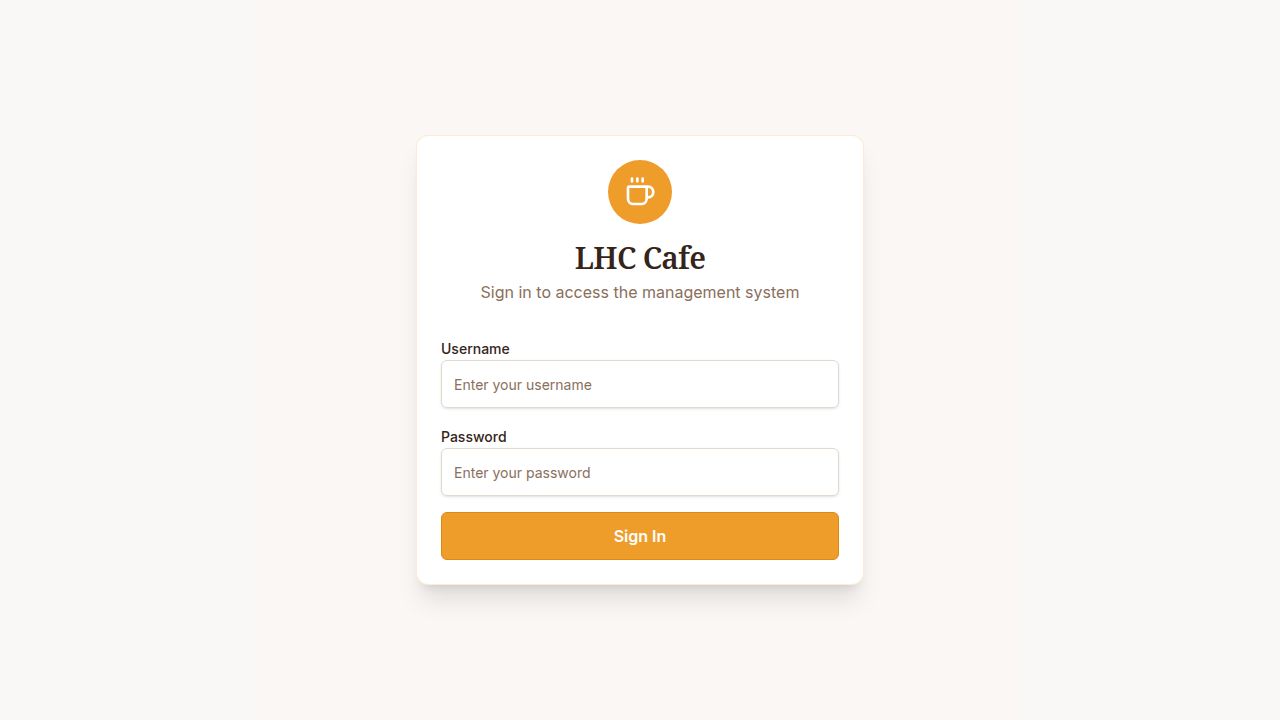 LHC Cafe
Sign in to access the management system
Username
Enter your username
Password
Enter your password
Sign In